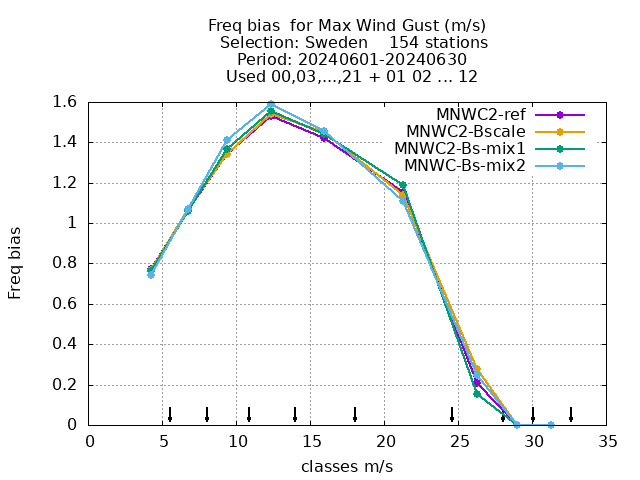 Freq bias  for Max Wind Gust (m/s)
Selection: Sweden    154 stations
Period: 20240601-20240630
Used 00,03,...,21 + 01 02 ... 12
MNWC2-ref
MNWC2-Bscale
MNWC2-Bs-mix1
MNWC-Bs-mix2
Freq bias
1.6
1.4
1.2
1
0.8
0.6
0.4
0.2
0
0 5 10 15 20 25 30 35
classes m/s